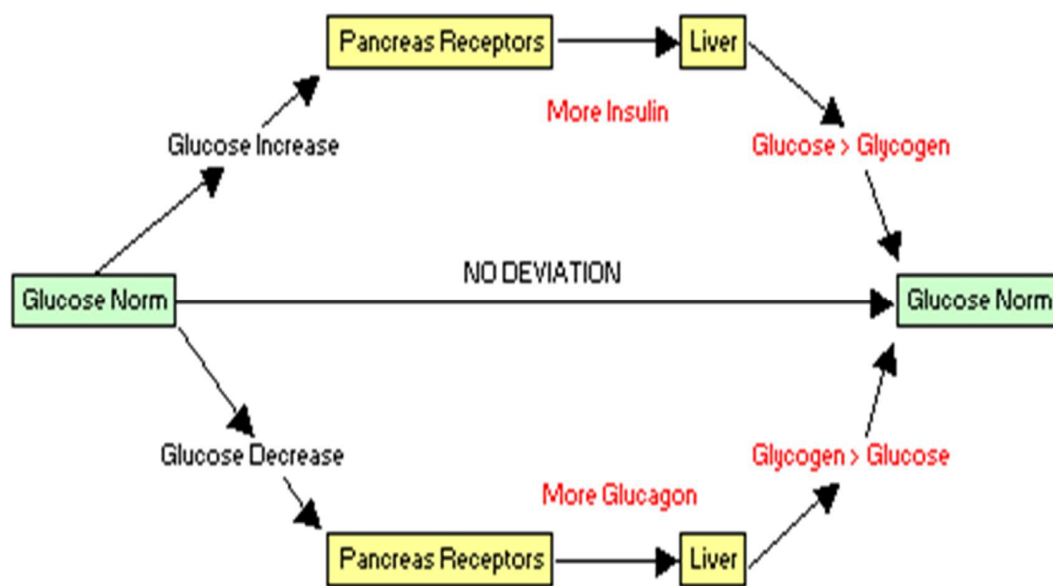 Pancreas Receptors
Liver
More Insulin
Glucose Increase
Glucose > Glycogen
NO DEVIATION
Glucose Norm
Glucose Norm
Glucose Decrease
Glycogen > Glucose
More Glucagon
Pancreas Receptors
Liver